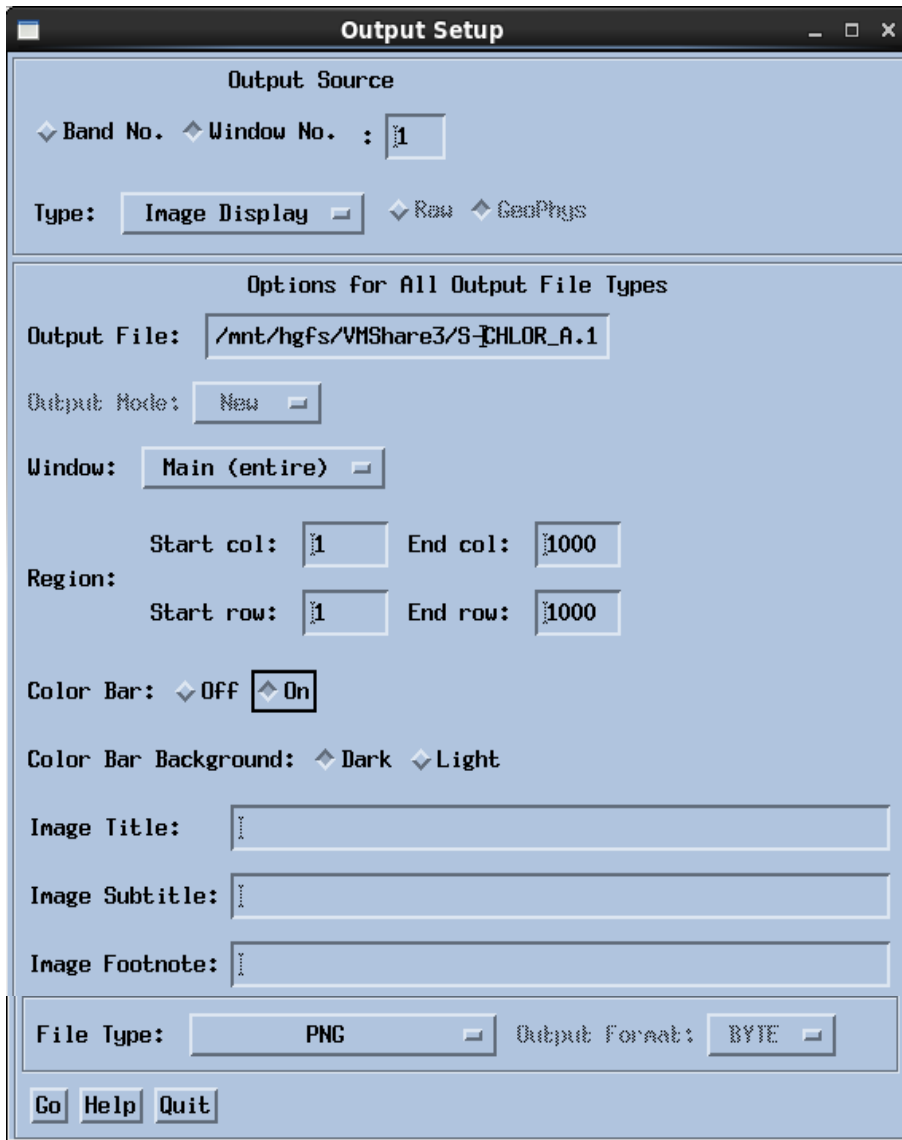 Output Setup
Output Source
Band No. Window No. : 1
Type: Image Display Raw GeoPhys
Options for All Output File Types
Output File: /mnt/hgfs/VMShare3/S-CHLOR_A.1
Output Mode: New
Window: Main (entire)
Start col: 1 End col: 1000
Region:
Start row: 1 End row: 1000
Color Bar: Off On
Color Bar Background: Dark Light
Image Title:
Image Subtitle:
Image Footnote:
File Type: PNG Output Format: BYTE
Go Help Quit